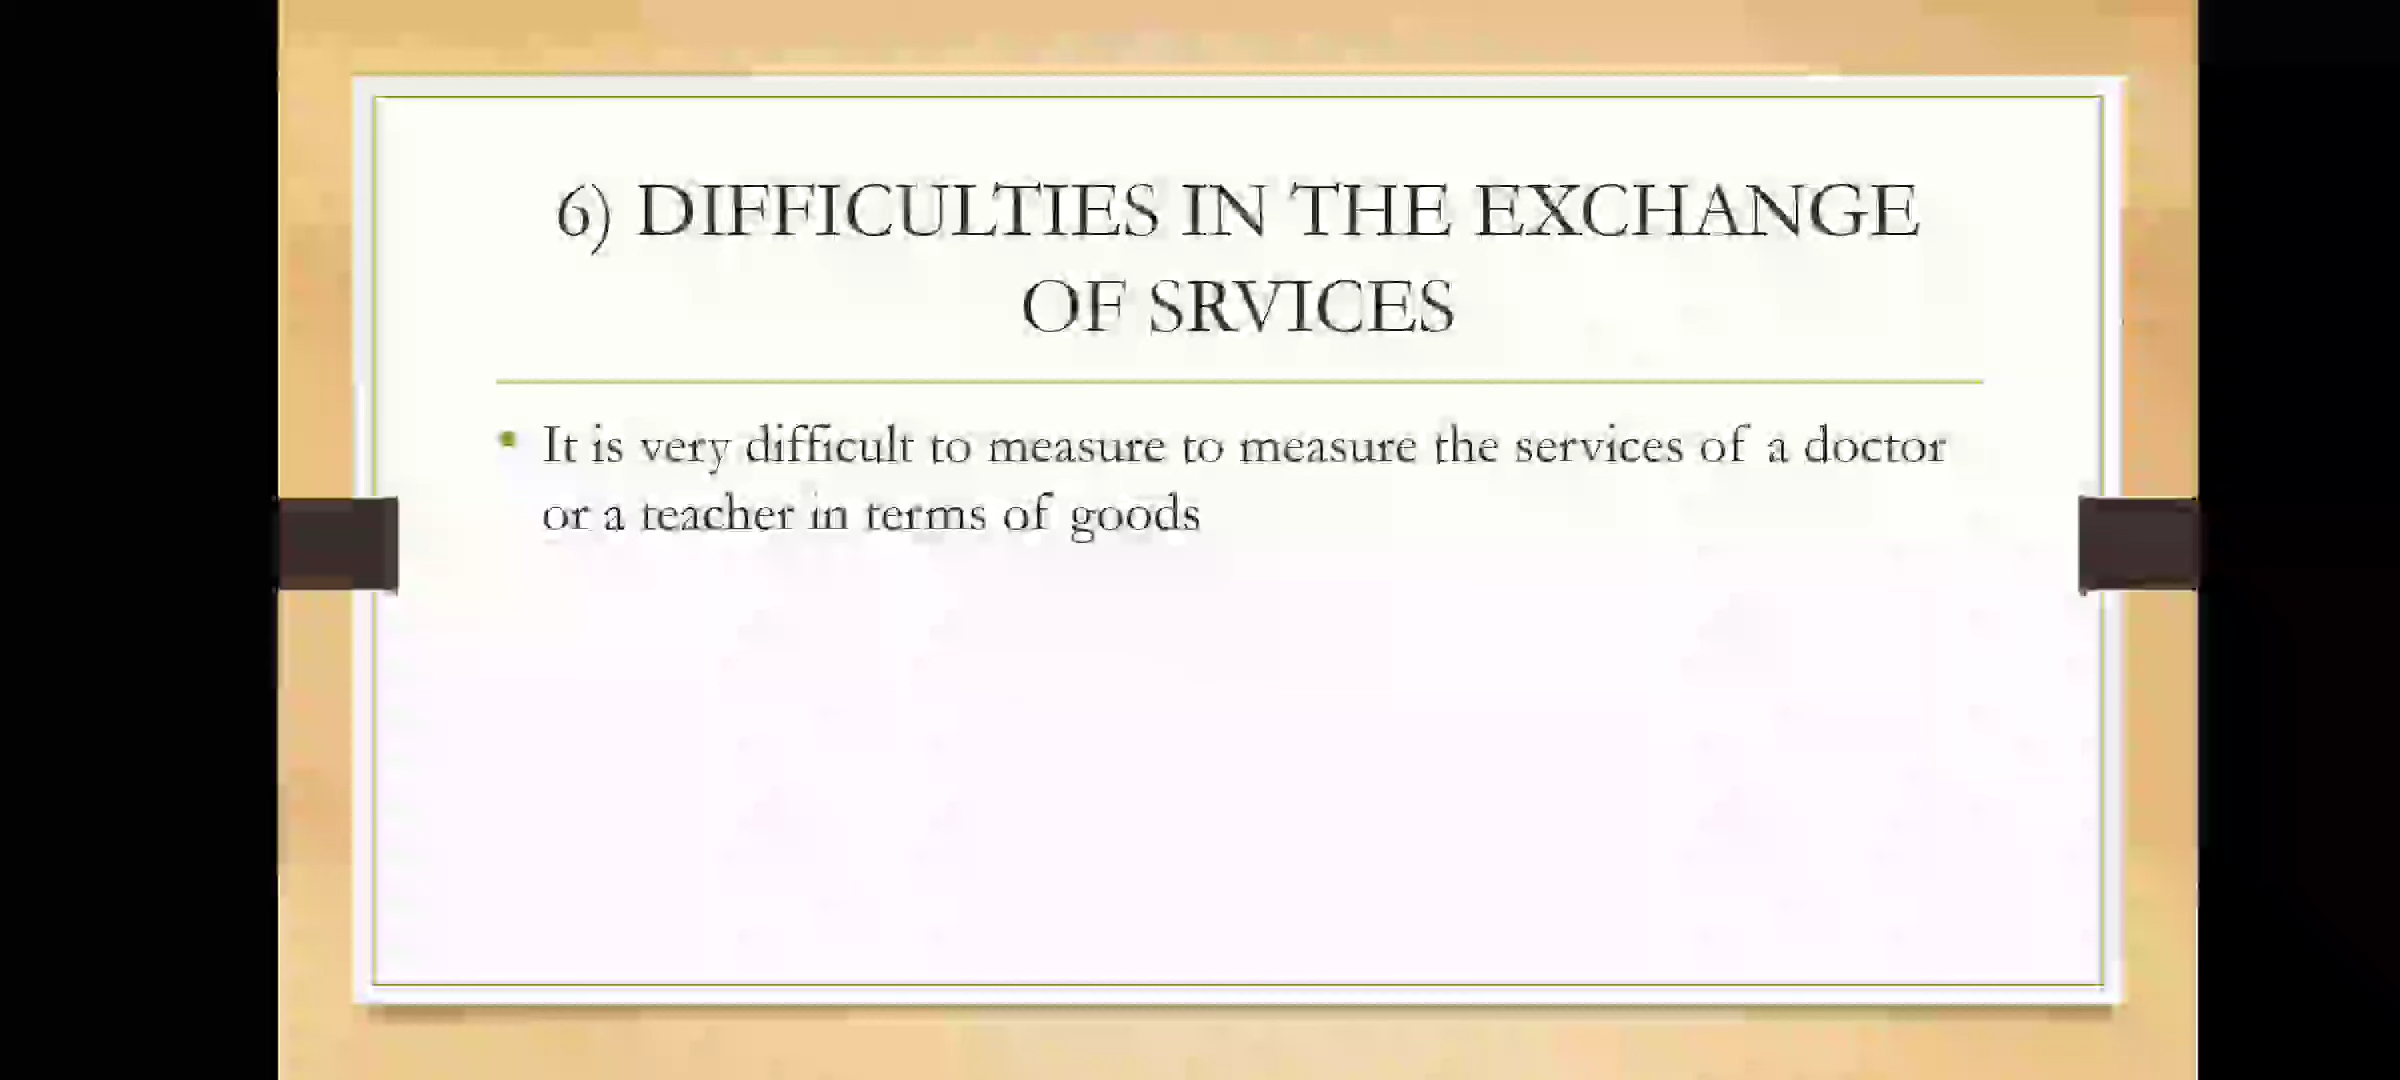 6) DIFFICULTIES IN THE EXCHANGE
OF SRVICES
It is very difficult to measure to measure the services of a doctor
or a teacher in terms of goods